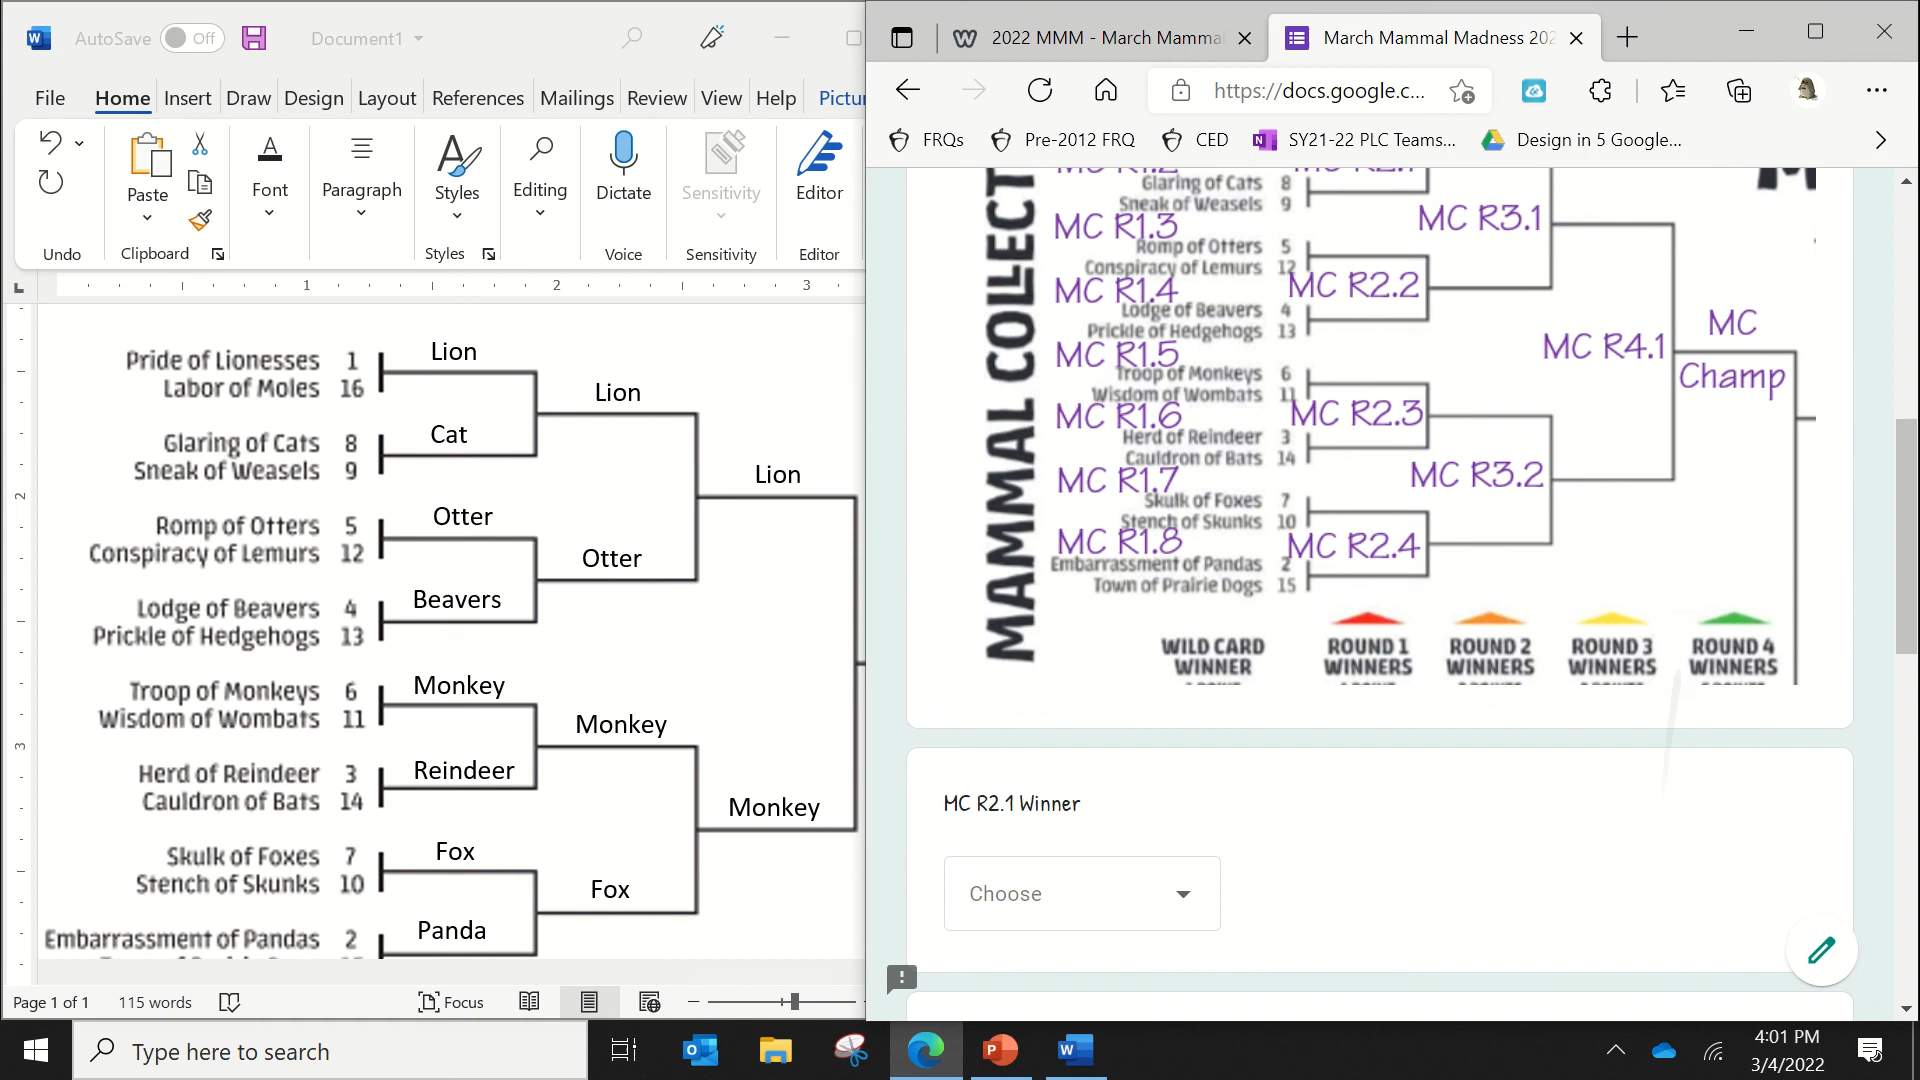 AutoSave Off Document1
File Home Insert Draw Design Layout References Mailings Review View Help Pictur
Paste Font Paragraph Styles Editing Dictate Sensitivity Editor
Undo Clipboard Styles Voice Sensitivity Editor
1 2 3
2
3
Pride of Lionesses 1
Labor of Moles 16
Glaring of Cats 8
Sneak of Weasels 9
Romp of Otters 5
Conspiracy of Lemurs 12
Lodge of Beavers 4
Prickle of Hedgehogs 13
Troop of Monkeys 6
Wisdom of Wombats 11
Herd of Reindeer 3
Cauldron of Bats 14
Skulk of Foxes 7
Stench of Skunks 10
Embarrassment of Pandas 2
Lion
Cat
Otter
Beavers
Monkey
Reindeer
Fox
Panda
Lion
Otter
Monkey
Fox
Lion
Monkey
Page 1 of 1 115 words Focus
2022 MMM - March Mamma
March Mammal Madness 202
https://docs.google.c...
FRQs Pre-2012 FRQ CED SY21-22 PLC Teams... Design in 5 Google...
MAMMAL COLLECT
Glaring of Cats 8
Sneak of Weasels 9
MC R1.3
Romp of Otters 5
Conspiracy of Lemurs 12
MC R1.4
Lodge of Beavers 4
Prickle of Hedgehogs 13
MC R1.5
Troop of Monkeys 6
Wisdom of Wombats 11
MC R1.6
Herd of Reindeer 3
Cauldron of Bats 14
MC R1.7
Skulk of Foxes 7
Stench of Skunks 10
MC R1.8
Embarrassment of Pandas 2
Town of Prairie Dogs 15
MC R2.2
MC R2.3
MC R2.4
MC R3.1
MC R3.2
MC R4.1
MC
Champ
WILD CARD
WINNER
ROUND 1
WINNERS
ROUND 2
WINNERS
ROUND 3
WINNERS
ROUND 4
WINNERS
MC R2.1 Winner
Choose
Type here to search
4:01 PM
3/4/2022